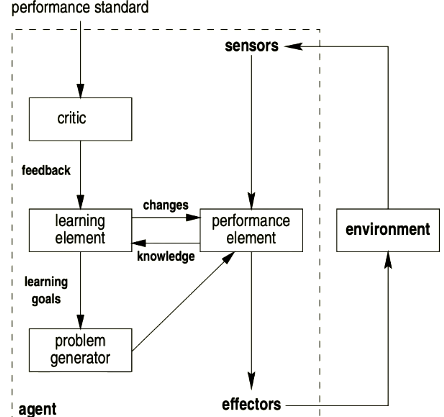 performance standard
sensors
critic
feedback
changes
learning
element
performance
element
environment
knowledge
learning
goals
problem
generator
agent
effectors